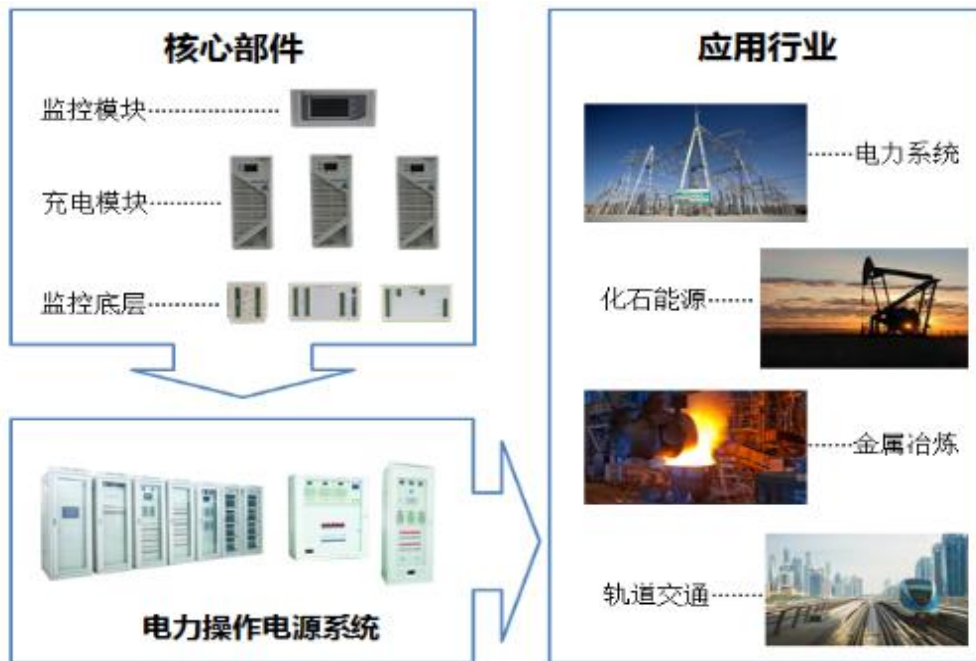 核心部件
监控模块
充电模块
监控底层
电力操作电源系统
应用行业
电力系统
化石能源
金属冶炼
轨道交通